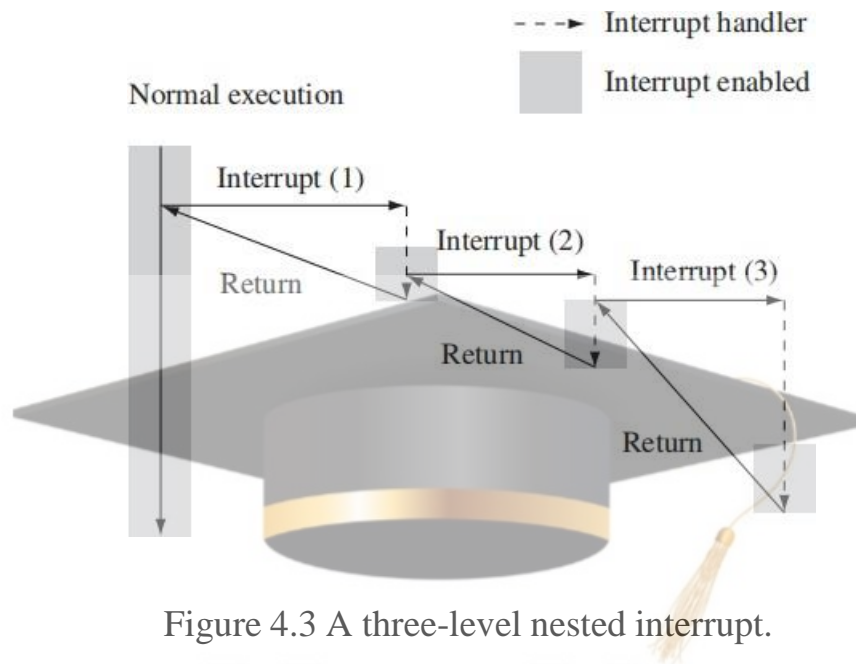 Interrupt handler
Interrupt enabled
Normal execution
Interrupt (1)
Interrupt (2)
Interrupt (3)
Return
Return
Return
Figure 4.3 A three-level nested interrupt.